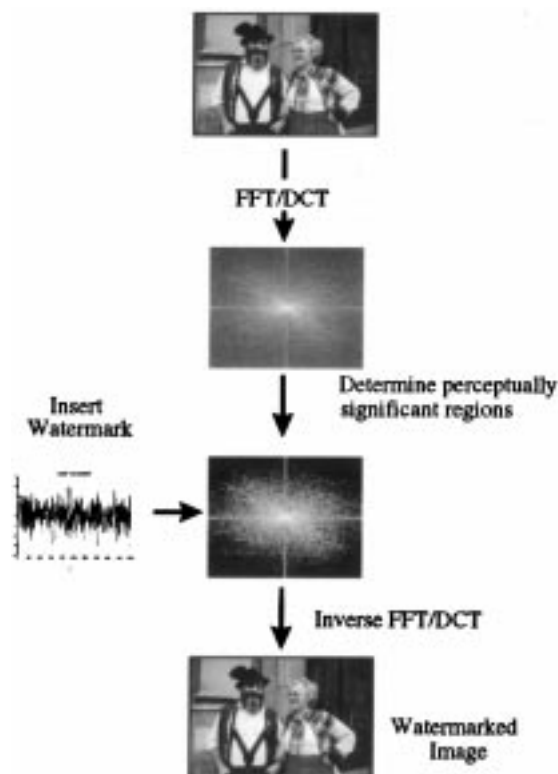 FFT/DCT
Determine perceptually
significant regions
Insert
Watermark
Inverse FFT/DCT
Watermarked
Image